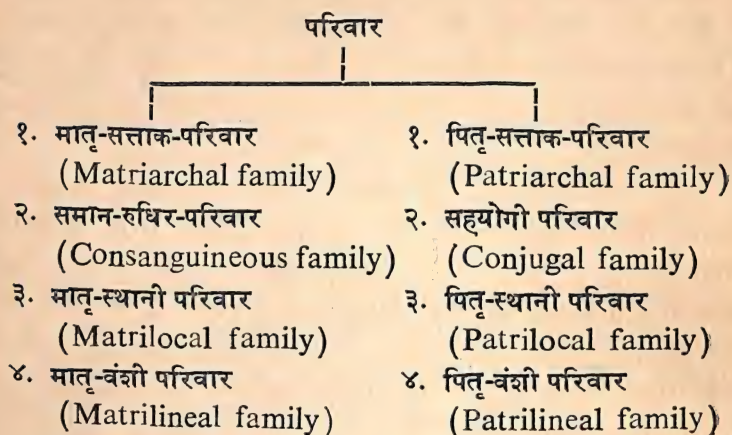 परिवार
१. मातृ-सत्ताक-परिवार
(Matriarchal family)
२. समान-रुधिर-परिवार
(Consanguineous family)
३. मातृ-स्थानी परिवार
(Matrilocal family)
४. मातृ-वंशी परिवार
(Matrilineal family)
१. पितृ-सत्ताक-परिवार
(Patriarchal family)
२. सहयोगी परिवार
(Conjugal family)
३. पितृ-स्थानी परिवार
(Patrilocal family)
४. पितृ-वंशी परिवार
(Patrilineal family)